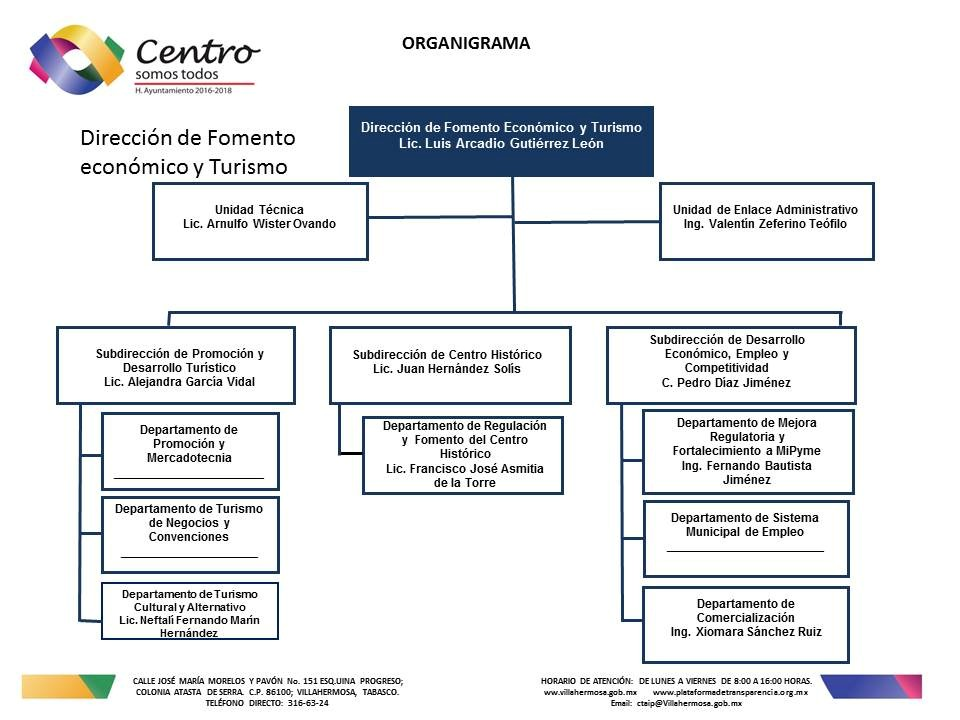 Centro
somos todos
H. Ayuntamiento 2016-2018
ORGANIGRAMA
Dirección de Fomento
económico y Turismo
Dirección de Fomento Económico y Turismo
Lic. Luis Arcadio Gutiérrez León
Unidad Técnica
Lic. Arnulfo Wister Ovando
Unidad de Enlace Administrativo
Ing. Valentín Zeferino Teófilo
Subdirección de Promoción y
Desarrollo Turístico
Lic. Alejandra García Vidal
Departamento de
Promoción y
Mercadotecnia
Departamento de Turismo
de Negocios y
Convenciones
Departamento de Turismo
Cultural y Alternativo
Lic. Neftalí Fernando Marín
Hernández
Subdirección de Centro Histórico
Lic. Juan Hernández Solís
Departamento de Regulación
y Fomento del Centro
Histórico
Lic. Francisco José Asmitia
de la Torre
Subdirección de Desarrollo
Económico, Empleo y
Competitividad
C. Pedro Díaz Jiménez
Departamento de Mejora
Regulatoria y
Fortalecimiento a MiPyme
Ing. Fernando Bautista
Jiménez
Departamento de Sistema
Municipal de Empleo
Departamento de
Comercialización
Ing. Xiomara Sánchez Ruiz
CALLE JOSÉ MARÍA MORELOS Y PAVÓN No. 151 ESQ.UINA PROGRESO;
COLONIA ATASTA DE SERRA. C.P. 86100; VILLAHERMOSA, TABASCO.
TELÉFONO DIRECTO: 316-63-24
HORARIO DE ATENCIÓN: DE LUNES A VIERNES DE 8:00 A 16:00 HORAS.
ww.villahermosa.gob.mx www.plataformadetransparencia.org.mx
Email: ctaip@Villahermosa.gob.mx